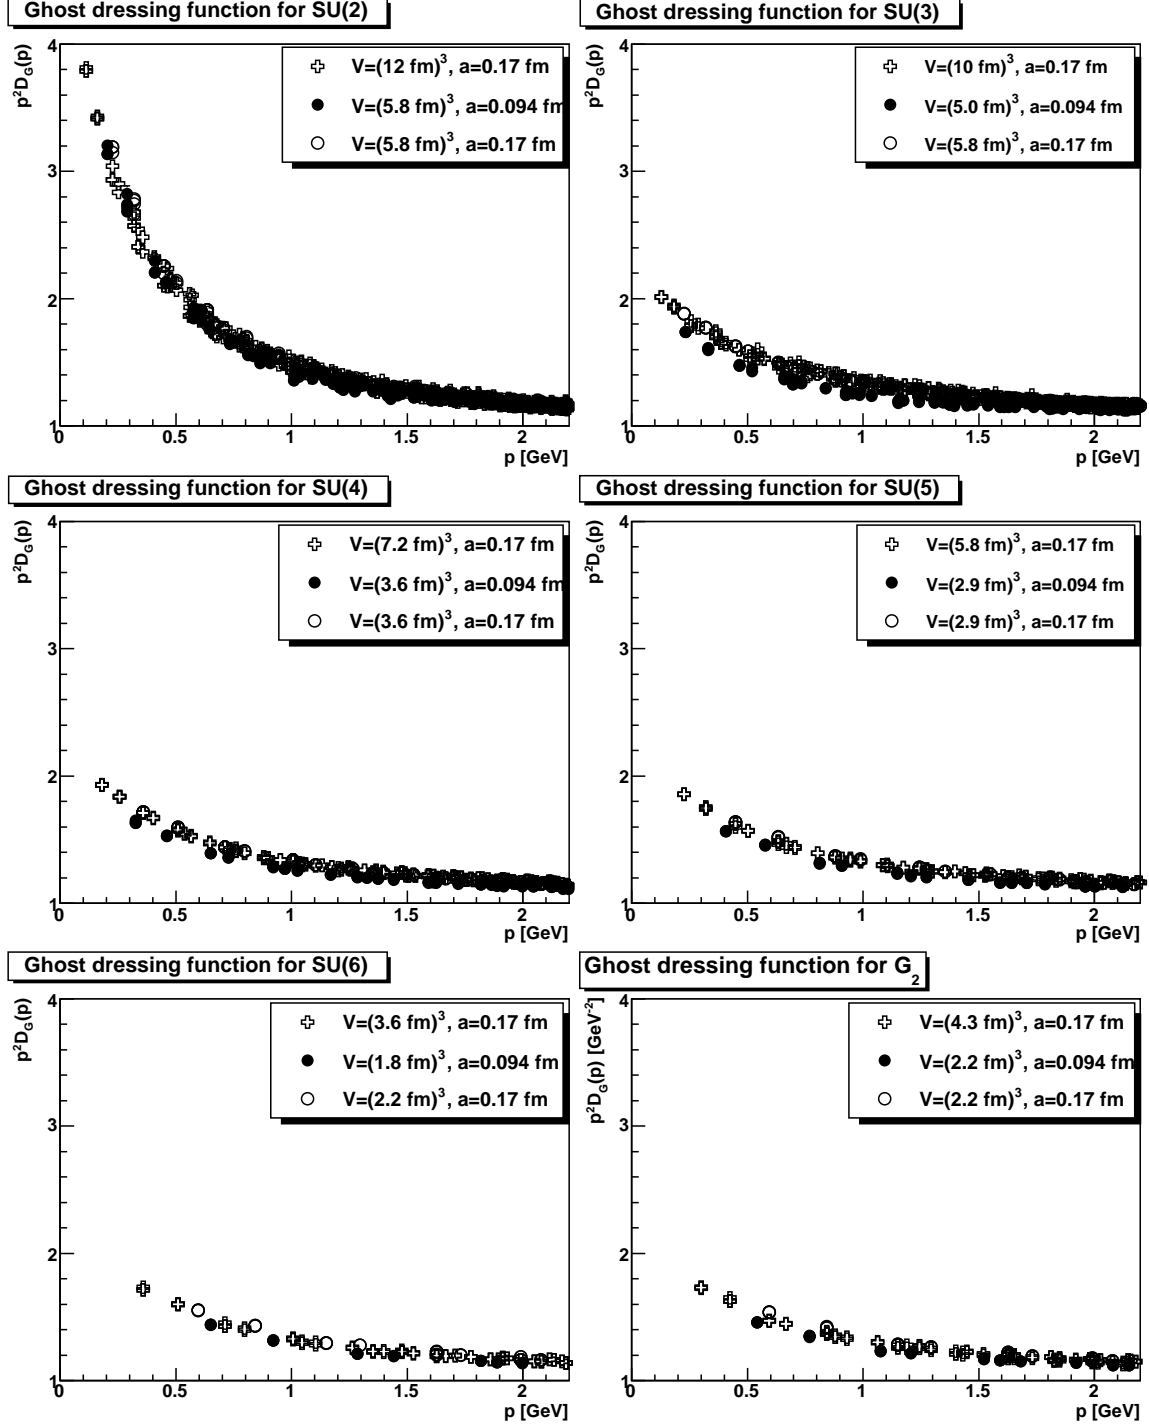 Ghost dressing function for SU(2)
p²D_G(p)
4
3
2
1
0 0.5 1 1.5 2
p [GeV]
V=(12 fm)³, a=0.17 fm
V=(5.8 fm)³, a=0.094 fm
V=(5.8 fm)³, a=0.17 fm
Ghost dressing function for SU(3)
p²D_G(p)
4
3
2
1
0 0.5 1 1.5 2
p [GeV]
V=(10 fm)³, a=0.17 fm
V=(5.0 fm)³, a=0.094 fm
V=(5.8 fm)³, a=0.17 fm
Ghost dressing function for SU(4)
p²D_G(p)
4
3
2
1
0 0.5 1 1.5 2
p [GeV]
V=(7.2 fm)³, a=0.17 fm
V=(3.6 fm)³, a=0.094 fm
V=(3.6 fm)³, a=0.17 fm
Ghost dressing function for SU(5)
p²D_G(p)
4
3
2
1
0 0.5 1 1.5 2
p [GeV]
V=(5.8 fm)³, a=0.17 fm
V=(2.9 fm)³, a=0.094 fm
V=(2.9 fm)³, a=0.17 fm
Ghost dressing function for SU(6)
p²D_G(p)
4
3
2
1
0 0.5 1 1.5 2
p [GeV]
V=(3.6 fm)³, a=0.17 fm
V=(1.8 fm)³, a=0.094 fm
V=(2.2 fm)³, a=0.17 fm
Ghost dressing function for G₂
p²D_G(p) [GeV⁻²]
4
3
2
1
0 0.5 1 1.5 2
p [GeV]
V=(4.3 fm)³, a=0.17 fm
V=(2.2 fm)³, a=0.094 fm
V=(2.2 fm)³, a=0.17 fm